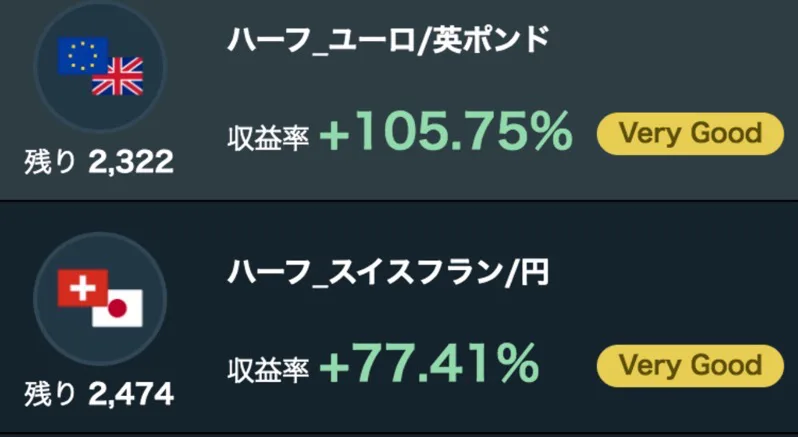 ハーフ_ユーロ/英ポンド
収益率 +105.75% Very Good
残り 2,322
ハーフ_スイスフラン/円
収益率 +77.41% Very Good
残り 2,474